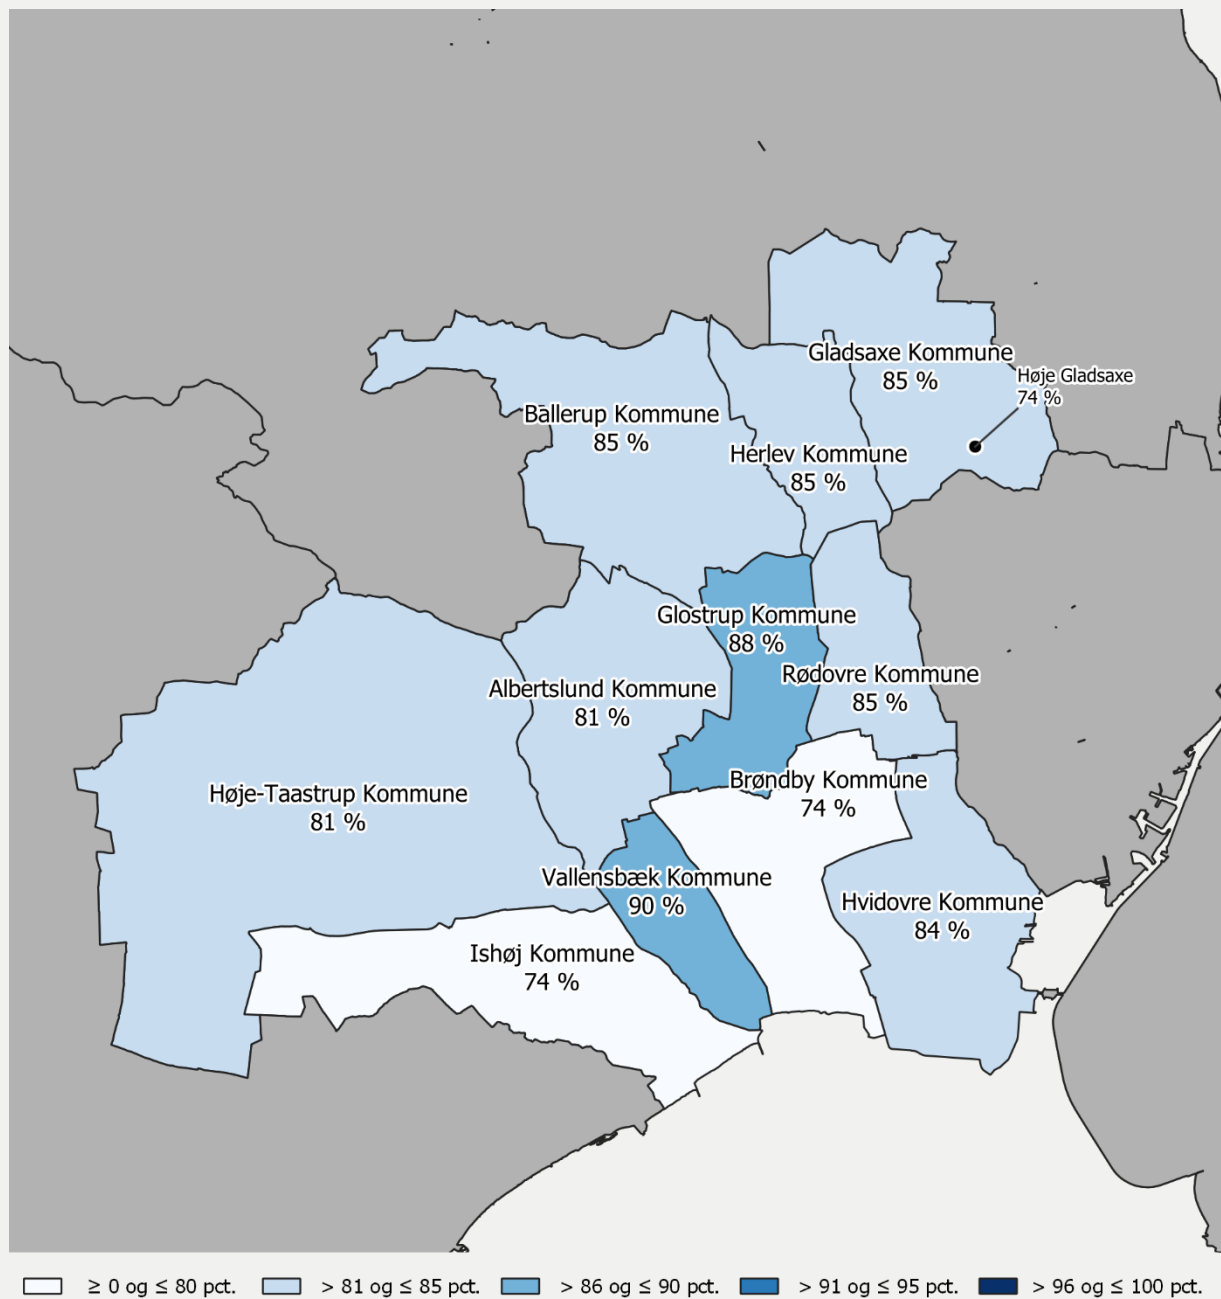 Gladsaxe Kommune
85 %
Høje Gladsaxe
74 %
Ballerup Kommune
85 %
Herlev Kommune
85 %
Glostrup Kommune
88 %
Rødovre Kommune
85 %
Albertslund Kommune
81 %
Brøndby Kommune
74 %
Høje-Taastrup Kommune
81 %
Vallensbæk Kommune
90 %
Hvidovre Kommune
84 %
Ishøj Kommune
74 %
≥ 0 og ≤ 80 pct. > 81 og ≤ 85 pct. > 86 og ≤ 90 pct. > 91 og ≤ 95 pct. > 96 og ≤ 100 pct.